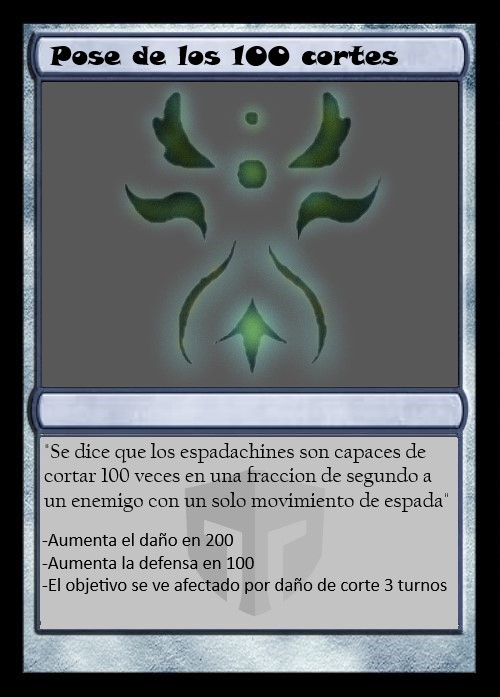 Pose de los 100 cortes
"Se dice que los espadachines son capaces de
cortar 100 veces en una fraccion de segundo a
un enemigo con un solo movimiento de espada"
-Aumenta el daño en 200
-Aumenta la defensa en 100
-El objetivo se ve afectado por daño de corte 3 turnos